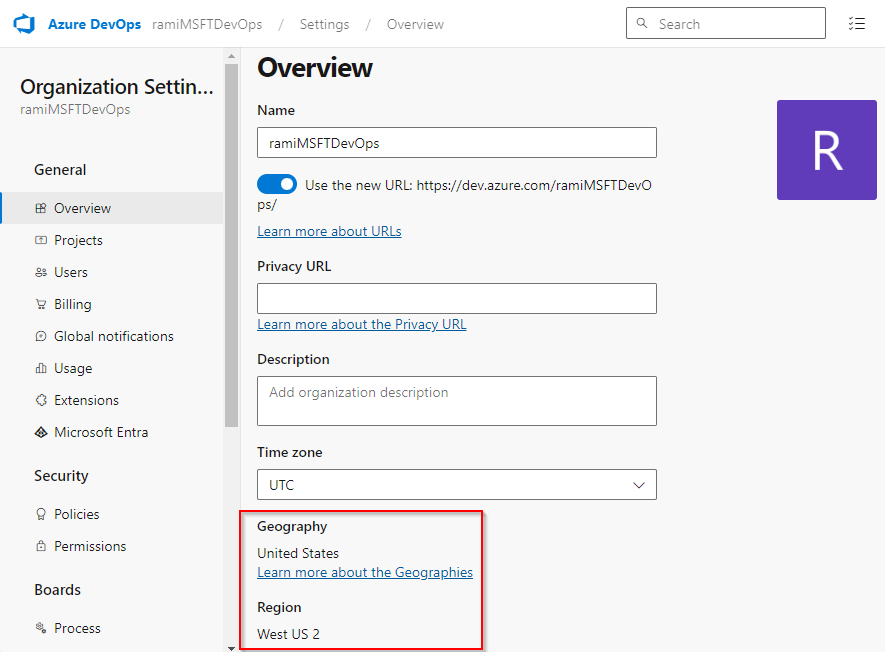 Azure DevOps ramiMSFTDevOps / Settings / Overview
Search
Organization Settin...
ramiMSFTDevOps
General
Overview
Projects
Users
Billing
Global notifications
Usage
Extensions
Microsoft Entra
Security
Policies
Permissions
Boards
Process
Overview
Name
ramiMSFTDevOps
Use the new URL: https://dev.azure.com/ramiMSFTDevO
ps/
Learn more about URLs
Privacy URL
Learn more about the Privacy URL
Description
Add organization description
Time zone
UTC
Geography
United States
Learn more about the Geographies
Region
West US 2
R